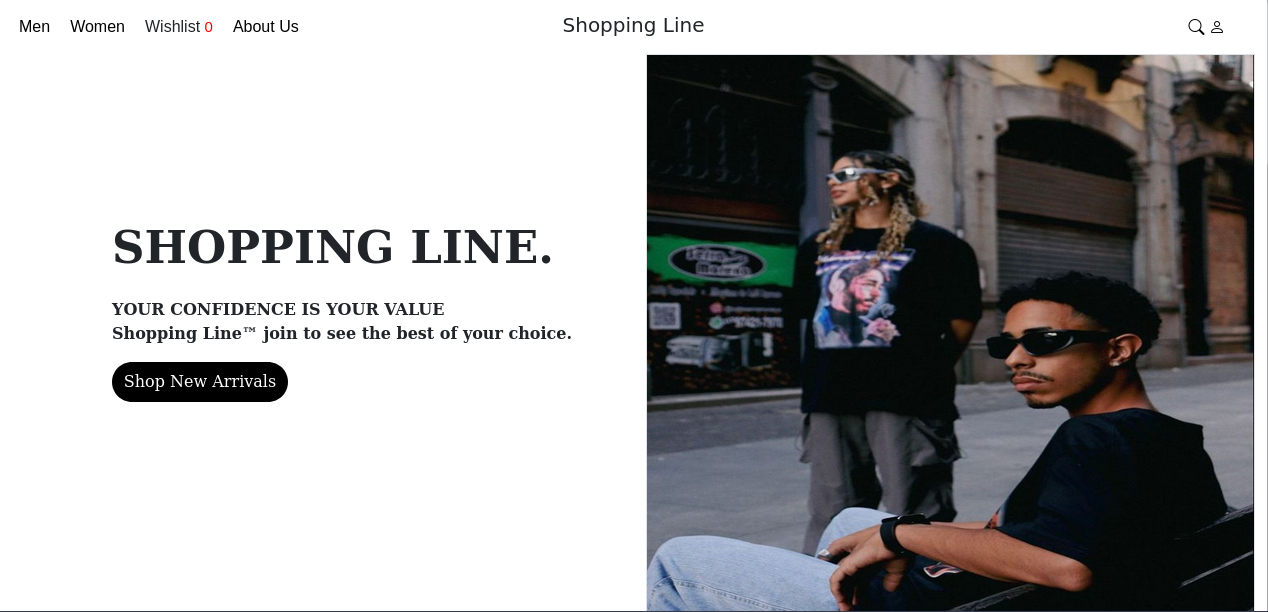 Men Women Wishlist 0 About Us Shopping Line
SHOPPING LINE.
YOUR CONFIDENCE IS YOUR VALUE
Shopping Line™ join to see the best of your choice.
Shop New Arrivals